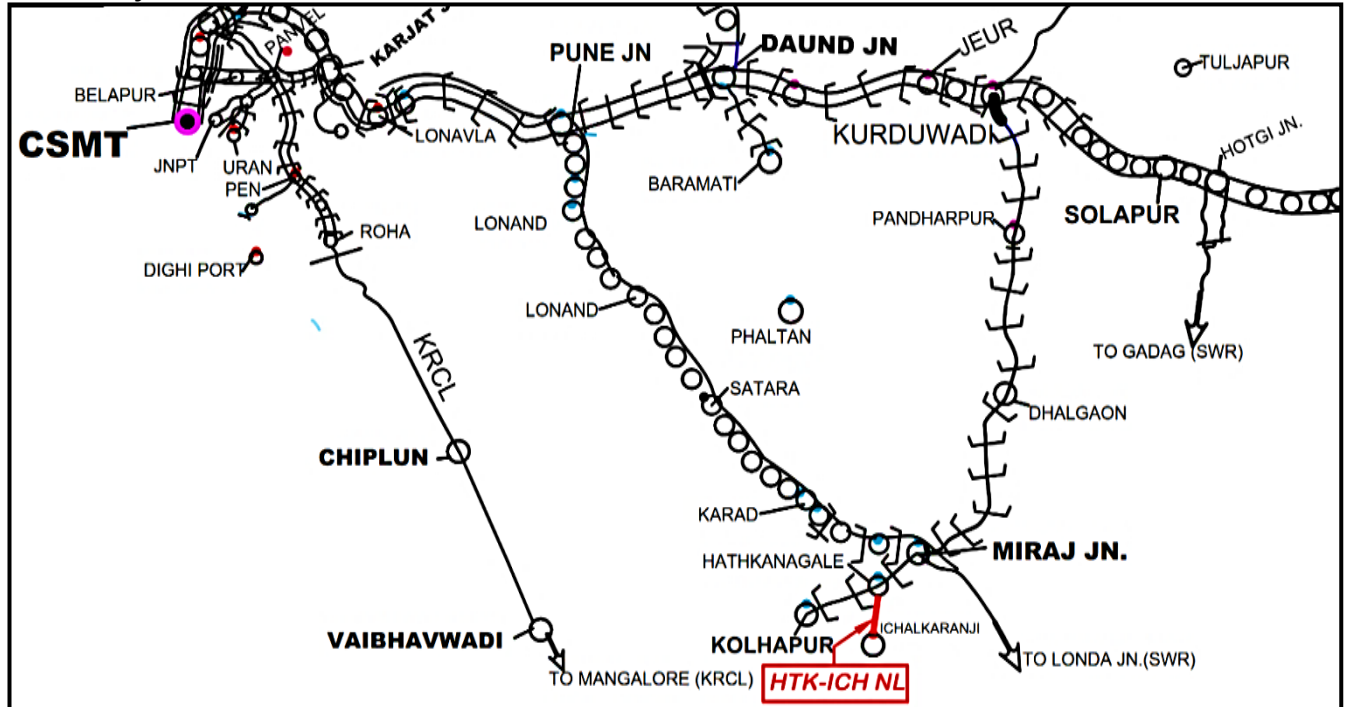 PANVEL
KARJAT J
PUNE JN
DAUND JN
JEUR
TULJAPUR
BELAPUR
CSMT
LONAVLA
KURDUWADI
HOTGI JN.
JNPT
URAN
PEN
BARAMATI
PANDHARPUR
SOLAPUR
ROHA
LONAND
DIGHI PORT
LONAND
PHALTAN
TO GADAG (SWR)
KRCL
SATARA
DHALGAON
CHIPLUN
KARAD
HATHKANAGALE
MIRAJ JN.
VAIBHAVWADI
KOLHAPUR
ICHALKARANJI
TO LONDA JN.(SWR)
TO MANGALORE (KRCL)
HTK-ICH NL